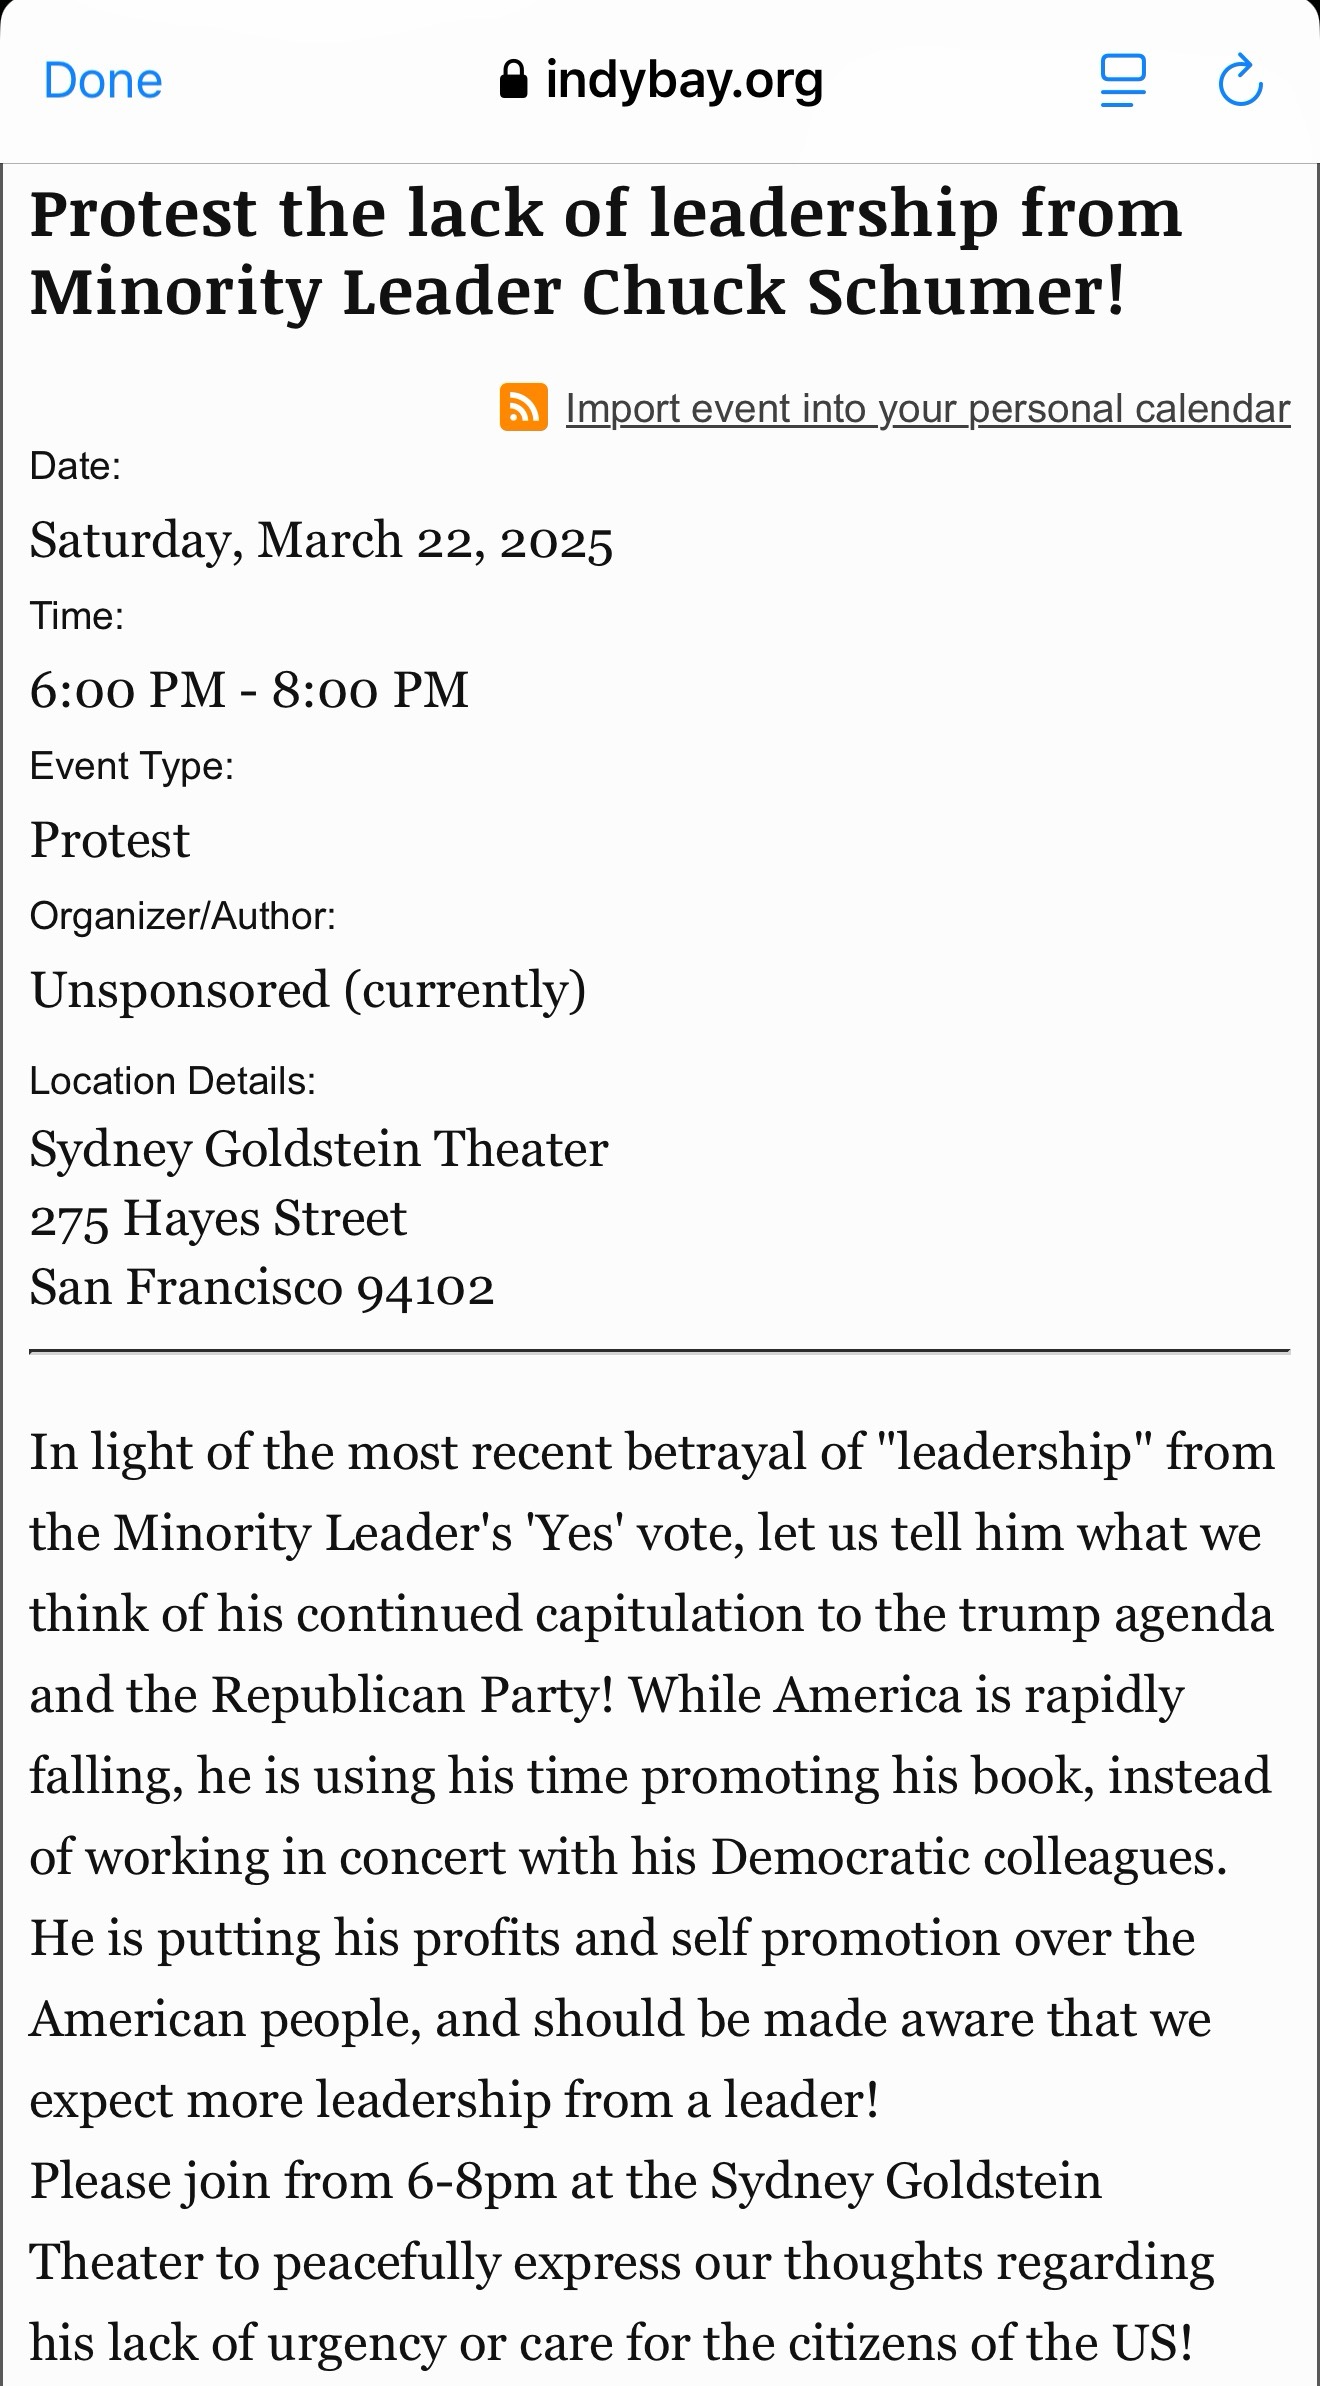 Done
indybay.org
Protest the lack of leadership from
Minority Leader Chuck Schumer!
Import event into your personal calendar
Date:
Saturday, March 22, 2025
Time:
6:00 PM - 8:00 PM
Event Type:
Protest
Organizer/Author:
Unsponsored (currently)
Location Details:
Sydney Goldstein Theater
275 Hayes Street
San Francisco 94102
In light of the most recent betrayal of "leadership" from
the Minority Leader's 'Yes' vote, let us tell him what we
think of his continued capitulation to the trump agenda
and the Republican Party! While America is rapidly
falling, he is using his time promoting his book, instead
of working in concert with his Democratic colleagues.
He is putting his profits and self promotion over the
American people, and should be made aware that we
expect more leadership from a leader!
Please join from 6-8pm at the Sydney Goldstein
Theater to peacefully express our thoughts regarding
his lack of urgency or care for the citizens of the US!